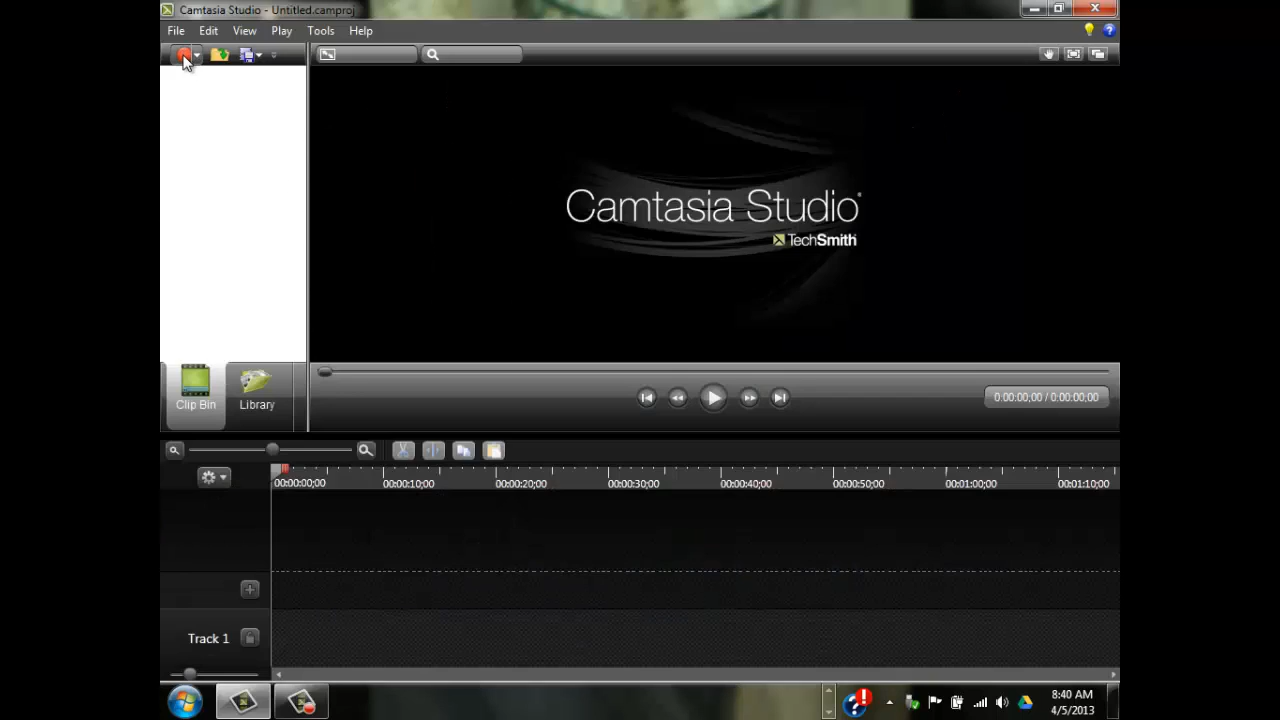 Camtasia Studio - Untitled.camproj
File Edit View Play Tools Help
Camtasia Studio®
TechSmith
Clip Bin Library
0:00:00;00 / 0:00:00;00
00:00:00;00 00:00:10;00 00:00:20;00 00:00:30;00 00:00:40;00 00:00:50;00 00:01:00;00 00:01:10;00
Track 1
8:40 AM
4/5/2013